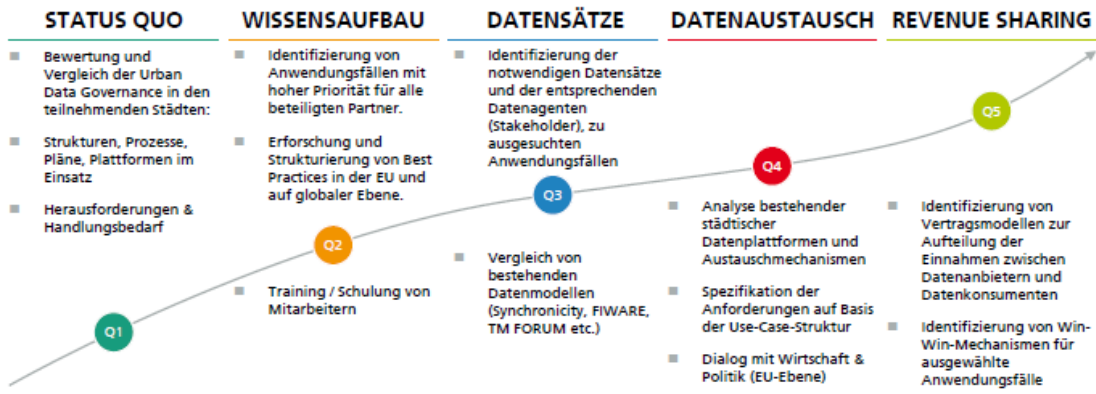 STATUS QUO
Bewertung und
Vergleich der Urban
Data Governance in den
teilnehmenden Städten:
Strukturen, Prozesse,
Pläne, Plattformen im
Einsatz
Herausforderungen &
Handlungsbedarf
Q1
WISSENSAUFBAU
Identifizierung von
Anwendungsfällen mit
hoher Priorität für alle
beteiligten Partner.
Erforschung und
Strukturierung von Best
Practices in der EU und
auf globaler Ebene.
Q2
Training / Schulung von
Mitarbeitern
DATENSÄTZE
Identifizierung der
notwendigen Datensätze
und der entsprechenden
Datenagenten
(Stakeholder), zu
ausgesuchten
Anwendungsfällen
Q3
Vergleich von
bestehenden
Datenmodellen
(Synchronicity, FIWARE,
TM FORUM etc.)
DATENAUSTAUSCH
Q4
Analyse bestehender
städtischer
Datenplattformen und
Austauschmechanismen
Spezifikation der
Anforderungen auf Basis
der Use-Case-Struktur
Dialog mit Wirtschaft &
Politik (EU-Ebene)
REVENUE SHARING
Q5
Identifizierung von
Vertragsmodellen zur
Aufteilung der
Einnahmen zwischen
Datenanbietern und
Datenkonsumenten
Identifizierung von Win-
Win-Mechanismen für
ausgewählte
Anwendungsfälle